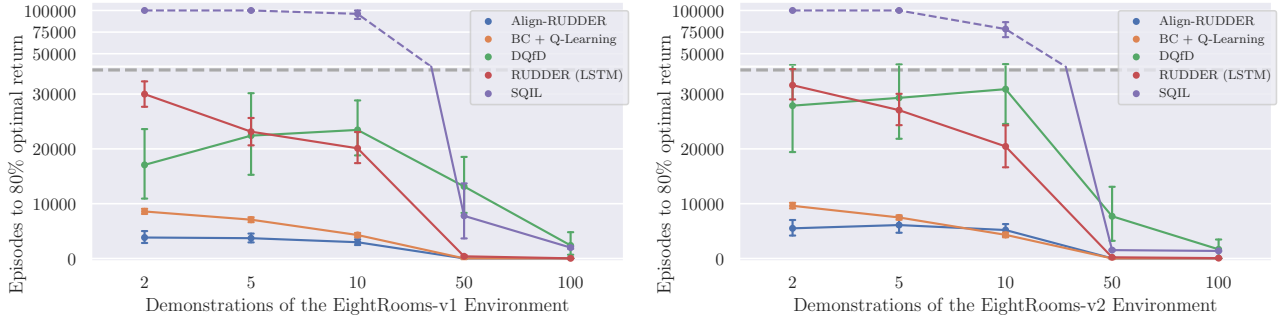 Episodes to 80% optimal return
100000
75000
50000
30000
20000
10000
0
2
5
10
50
100
Demonstrations of the EightRooms-v1 Environment
Align-RUDDER
BC + Q-Learning
DQfD
RUDDER (LSTM)
SQIL
Episodes to 80% optimal return
100000
75000
50000
30000
20000
10000
0
2
5
10
50
100
Demonstrations of the EightRooms-v2 Environment
Align-RUDDER
BC + Q-Learning
DQfD
RUDDER (LSTM)
SQIL